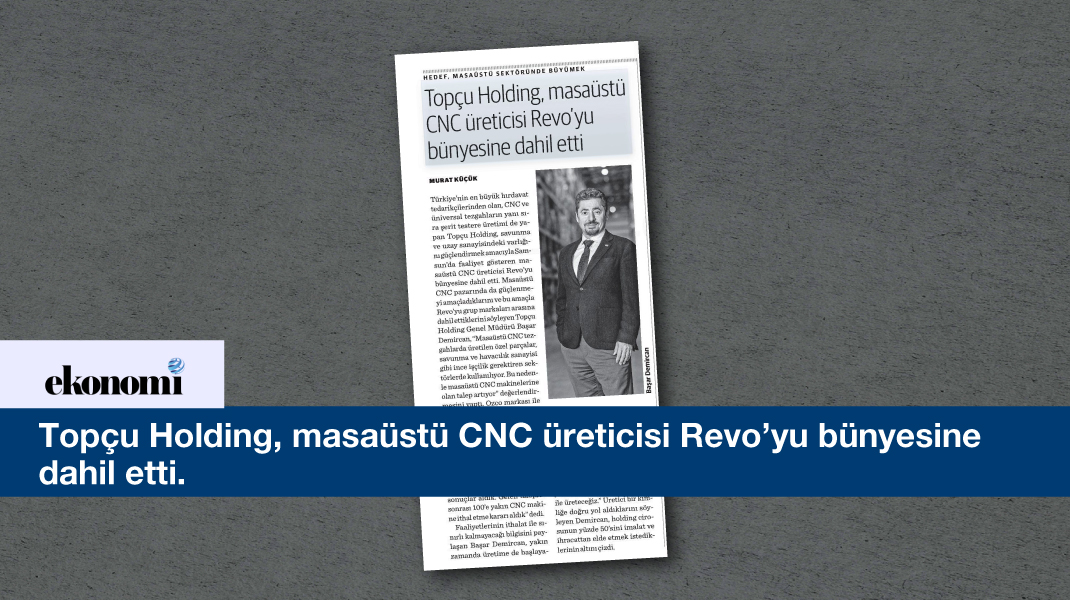 HEDEF, MASAÜSTÜ SEKTÖRÜNDE BÜYÜMEK
Topçu Holding, masaüstü
CNC üreticisi Revo'yu
bünyesine dahil etti
MURAT KÜÇÜK
Türkiye'nin en büyük hırdavat
tedarikçilerinden olan, CNC ve
üniversal tezgahların yanı sı-
ra şerit testere üretimi de ya-
pan Topçu Holding, savunma
ve uzay sanayisindeki varlığı-
nı güçlendirmek amacıyla Sam-
sun'da faaliyet gösteren ma-
saüstü CNC üreticisi Revo'yu
bünyesine dahil etti. Masaüstü
CNC pazarında da güçlenme-
yi amaçladıklarını ve bu amaçla
Revo'yu grup markaları arasına
dahil ettiklerini söyleyen Topçu
Holding Genel Müdürü Başar
Demircan, "Masaüstü CNC tez-
gahlarda üretilen özel parçalar,
savunma ve havacılık sanayisi
gibi ince işçilik gerektiren sek-
törlerde kullanılıyor. Bu neden-
le masaüstü CNC makinelerine
olan talep artıyor" değerlendir-
mesini yaptı. Ozco markası ile
Başar Demircan
ekonomi
Topçu Holding, masaüstü CNC üreticisi Revo'yu bünyesine
dahil etti.
sonrası 100'e yakın CNC maki-
ne ithal etme kararı aldık" dedi.
Faaliyetlerinin ithalat ile sı-
nırlı kalmayacağı bilgisini pay-
laşan Başar Demircan, yakın
zamanda üretime de başlaya-
ile üreteceğiz." Üretici bir kim-
liğe doğru yol aldıklarını söy-
leyen Demircan, holding ciro-
sunun yüzde 50'sini imalat ve
ihracattan elde etmek istedik-
lerinin altını çizdi.